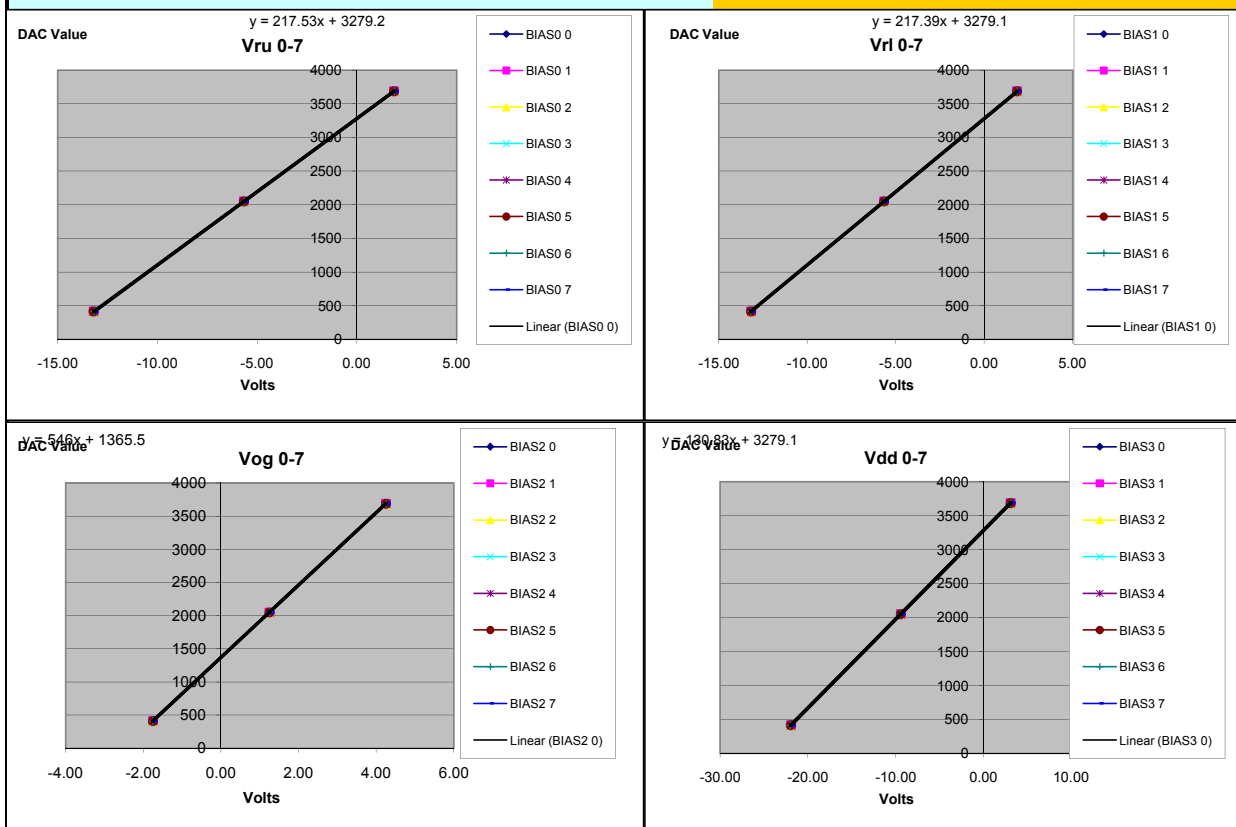 y = 217.53x + 3279.2
DAC Value
Vru 0-7
4000
3500
3000
2500
2000
1500
1000
500
0
-15.00 -10.00 -5.00 0.00 5.00
Volts
BIAS0 0
BIAS0 1
BIAS0 2
BIAS0 3
BIAS0 4
BIAS0 5
BIAS0 6
BIAS0 7
Linear (BIAS0 0)
y = 217.39x + 3279.1
DAC Value
Vrl 0-7
4000
3500
3000
2500
2000
1500
1000
500
0
-15.00 -10.00 -5.00 0.00 5.00
Volts
BIAS1 0
BIAS1 1
BIAS1 2
BIAS1 3
BIAS1 4
BIAS1 5
BIAS1 6
BIAS1 7
Linear (BIAS1 0)
y = 546x + 1365.5
DAC Value
Vog 0-7
4000
3500
3000
2500
2000
1500
1000
500
0
-4.00 -2.00 0.00 2.00 4.00 6.00
Volts
BIAS2 0
BIAS2 1
BIAS2 2
BIAS2 3
BIAS2 4
BIAS2 5
BIAS2 6
BIAS2 7
Linear (BIAS2 0)
y = 130.83x + 3279.1
DAC Value
Vdd 0-7
4000
3500
3000
2500
2000
1500
1000
500
0
-30.00 -20.00 -10.00 0.00 10.00
Volts
BIAS3 0
BIAS3 1
BIAS3 2
BIAS3 3
BIAS3 4
BIAS3 5
BIAS3 6
BIAS3 7
Linear (BIAS3 0)